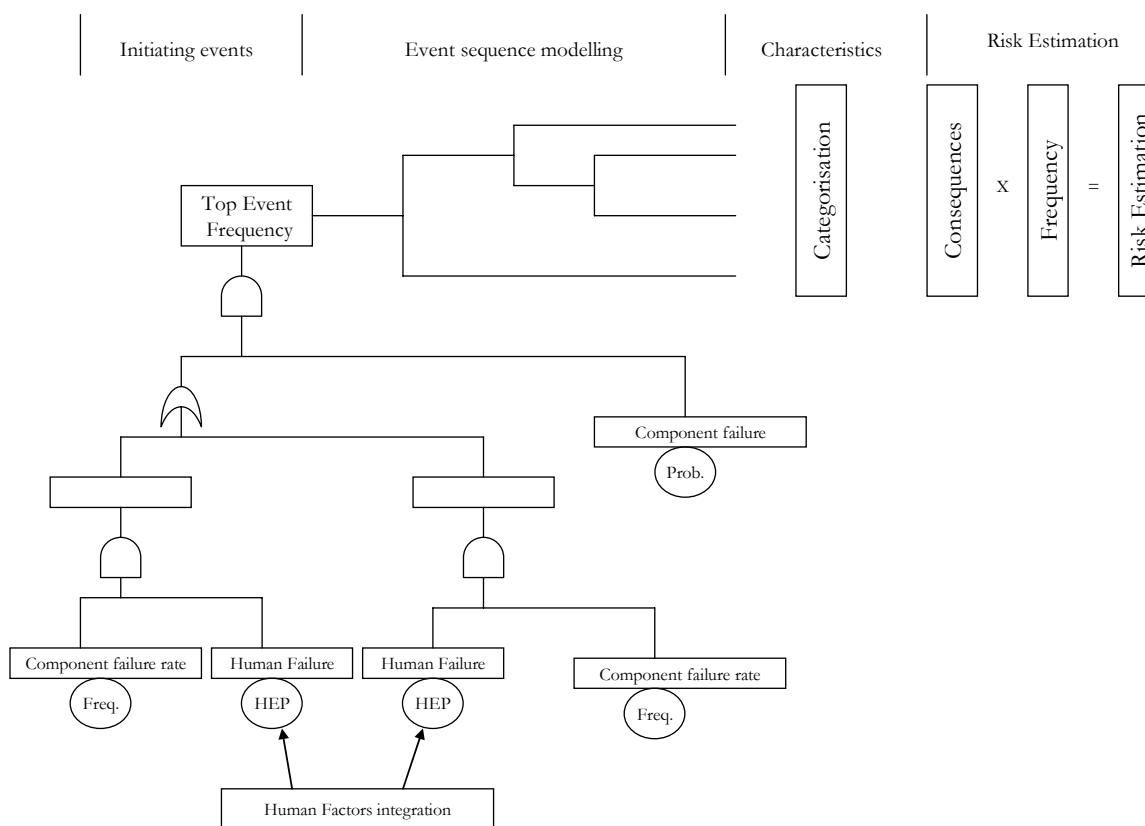 Initiating events
Event sequence modelling
Characteristics
Risk Estimation
Categorisation
Consequences
X
Frequency
=
Risk Estimation
Top Event
Frequency
Component failure
Prob.
Component failure rate
Human Failure
Human Failure
Component failure rate
Freq.
HEP
HEP
Freq.
Human Factors integration